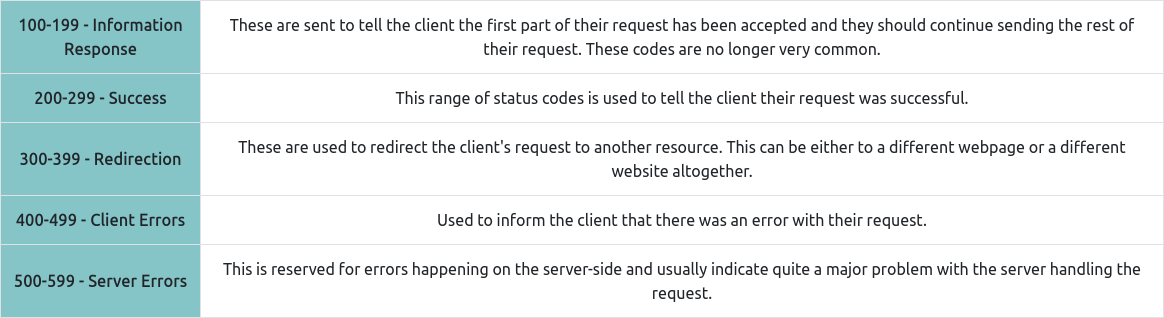 100-199 - Information
Response
These are sent to tell the client the first part of their request has been accepted and they should continue sending the rest of
their request. These codes are no longer very common.
200-299 - Success
This range of status codes is used to tell the client their request was successful.
300-399 - Redirection
These are used to redirect the client's request to another resource. This can be either to a different webpage or a different
website altogether.
400-499 - Client Errors
Used to inform the client that there was an error with their request.
500-599 - Server Errors
This is reserved for errors happening on the server-side and usually indicate quite a major problem with the server handling the
request.